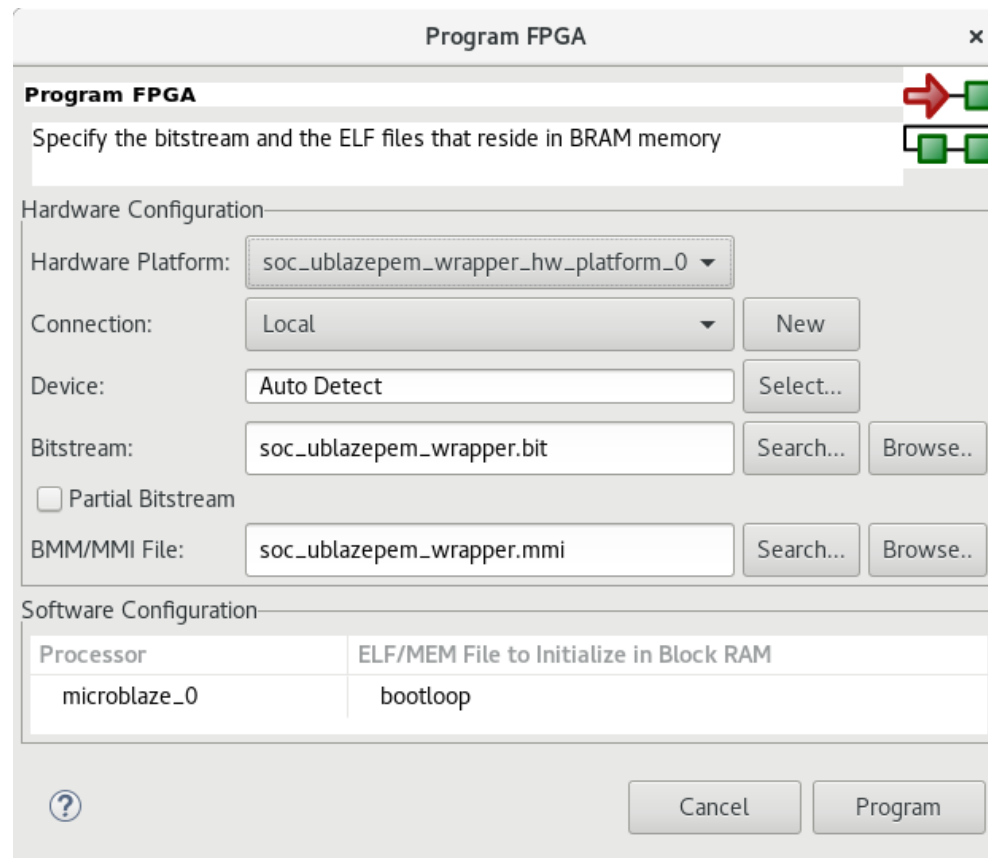 Program FPGA ×
Program FPGA
Specify the bitstream and the ELF files that reside in BRAM memory
Hardware Configuration
Hardware Platform: soc_ublazepem_wrapper_hw_platform_0
Connection: Local New
Device: Auto Detect Select...
Bitstream: soc_ublazepem_wrapper.bit Search... Browse..
Partial Bitstream
BMM/MMI File: soc_ublazepem_wrapper.mmi Search... Browse..
Software Configuration
Processor ELF/MEM File to Initialize in Block RAM
microblaze_0 bootloop
? Cancel Program